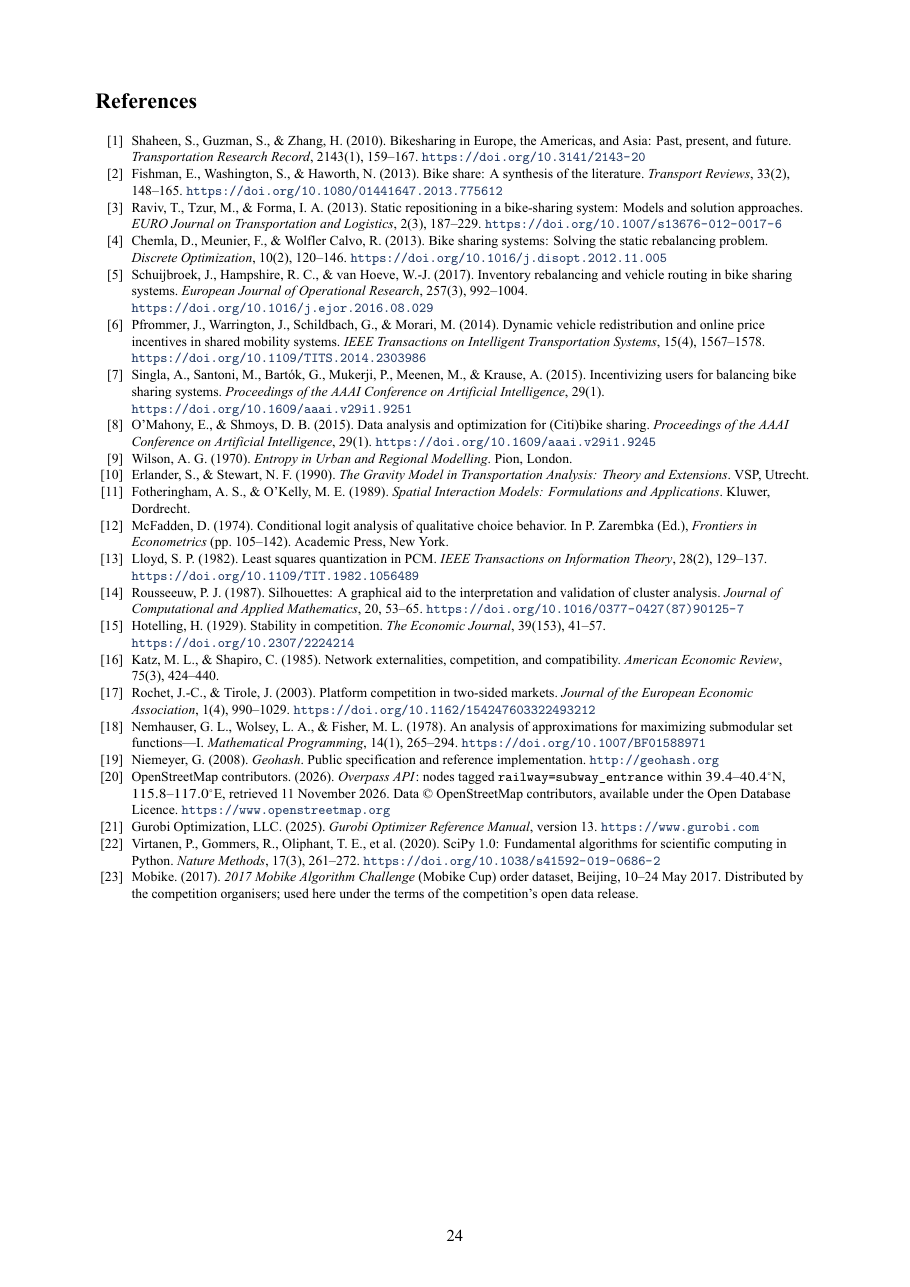 References
[1] Shaheen, S., Guzman, S., & Zhang, H. (2010). Bikesharing in Europe, the Americas, and Asia: Past, present, and future.
Transportation Research Record, 2143(1), 159–167. https://doi.org/10.3141/2143-20
[2] Fishman, E., Washington, S., & Haworth, N. (2013). Bike share: A synthesis of the literature. Transport Reviews, 33(2),
148–165. https://doi.org/10.1080/01441647.2013.775612
[3] Raviv, T., Tzur, M., & Forma, I. A. (2013). Static repositioning in a bike-sharing system: Models and solution approaches.
EURO Journal on Transportation and Logistics, 2(3), 187–229. https://doi.org/10.1007/s13676-012-0017-6
[4] Chemla, D., Meunier, F., & Wolfler Calvo, R. (2013). Bike sharing systems: Solving the static rebalancing problem.
Discrete Optimization, 10(2), 120–146. https://doi.org/10.1016/j.disopt.2012.11.005
[5] Schuijbroek, J., Hampshire, R. C., & van Hoeve, W.-J. (2017). Inventory rebalancing and vehicle routing in bike sharing
systems. European Journal of Operational Research, 257(3), 992–1004.
https://doi.org/10.1016/j.ejor.2016.08.029
[6] Pfrommer, J., Warrington, J., Schildbach, G., & Morari, M. (2014). Dynamic vehicle redistribution and online price
incentives in shared mobility systems. IEEE Transactions on Intelligent Transportation Systems, 15(4), 1567–1578.
https://doi.org/10.1109/TITS.2014.2303986
[7] Singla, A., Santoni, M., Bartók, G., Mukerji, P., Meenen, M., & Krause, A. (2015). Incentivizing users for balancing bike
sharing systems. Proceedings of the AAAI Conference on Artificial Intelligence, 29(1).
https://doi.org/10.1609/aaai.v29i1.9251
[8] O’Mahony, E., & Shmoys, D. B. (2015). Data analysis and optimization for (Citi)bike sharing. Proceedings of the AAAI
Conference on Artificial Intelligence, 29(1). https://doi.org/10.1609/aaai.v29i1.9245
[9] Wilson, A. G. (1970). Entropy in Urban and Regional Modelling. Pion, London.
[10] Erlander, S., & Stewart, N. F. (1990). The Gravity Model in Transportation Analysis: Theory and Extensions. VSP, Utrecht.
[11] Fotheringham, A. S., & O’Kelly, M. E. (1989). Spatial Interaction Models: Formulations and Applications. Kluwer,
Dordrecht.
[12] McFadden, D. (1974). Conditional logit analysis of qualitative choice behavior. In P. Zarembka (Ed.), Frontiers in
Econometrics (pp. 105–142). Academic Press, New York.
[13] Lloyd, S. P. (1982). Least squares quantization in PCM. IEEE Transactions on Information Theory, 28(2), 129–137.
https://doi.org/10.1109/TIT.1982.1056489
[14] Rousseeuw, P. J. (1987). Silhouettes: A graphical aid to the interpretation and validation of cluster analysis. Journal of
Computational and Applied Mathematics, 20, 53–65. https://doi.org/10.1016/0377-0427(87)90125-7
[15] Hotelling, H. (1929). Stability in competition. The Economic Journal, 39(153), 41–57.
https://doi.org/10.2307/2224214
[16] Katz, M. L., & Shapiro, C. (1985). Network externalities, competition, and compatibility. American Economic Review,
75(3), 424–440.
[17] Rochet, J.-C., & Tirole, J. (2003). Platform competition in two-sided markets. Journal of the European Economic
Association, 1(4), 990–1029. https://doi.org/10.1162/154247603322493212
[18] Nemhauser, G. L., Wolsey, L. A., & Fisher, M. L. (1978). An analysis of approximations for maximizing submodular set
functions—I. Mathematical Programming, 14(1), 265–294. https://doi.org/10.1007/BF01588971
[19] Niemeyer, G. (2008). Geohash. Public specification and reference implementation. http://geohash.org
[20] OpenStreetMap contributors. (2026). Overpass API: nodes tagged railway=subway_entrance within 39.4–40.4°N,
115.8–117.0°E, retrieved 11 November 2026. Data © OpenStreetMap contributors, available under the Open Database
Licence. https://www.openstreetmap.org
[21] Gurobi Optimization, LLC. (2025). Gurobi Optimizer Reference Manual, version 13. https://www.gurobi.com
[22] Virtanen, P., Gommers, R., Oliphant, T. E., et al. (2020). SciPy 1.0: Fundamental algorithms for scientific computing in
Python. Nature Methods, 17(3), 261–272. https://doi.org/10.1038/s41592-019-0686-2
[23] Mobike. (2017). 2017 Mobike Algorithm Challenge (Mobike Cup) order dataset, Beijing, 10–24 May 2017. Distributed by
the competition organisers; used here under the terms of the competition’s open data release.
24